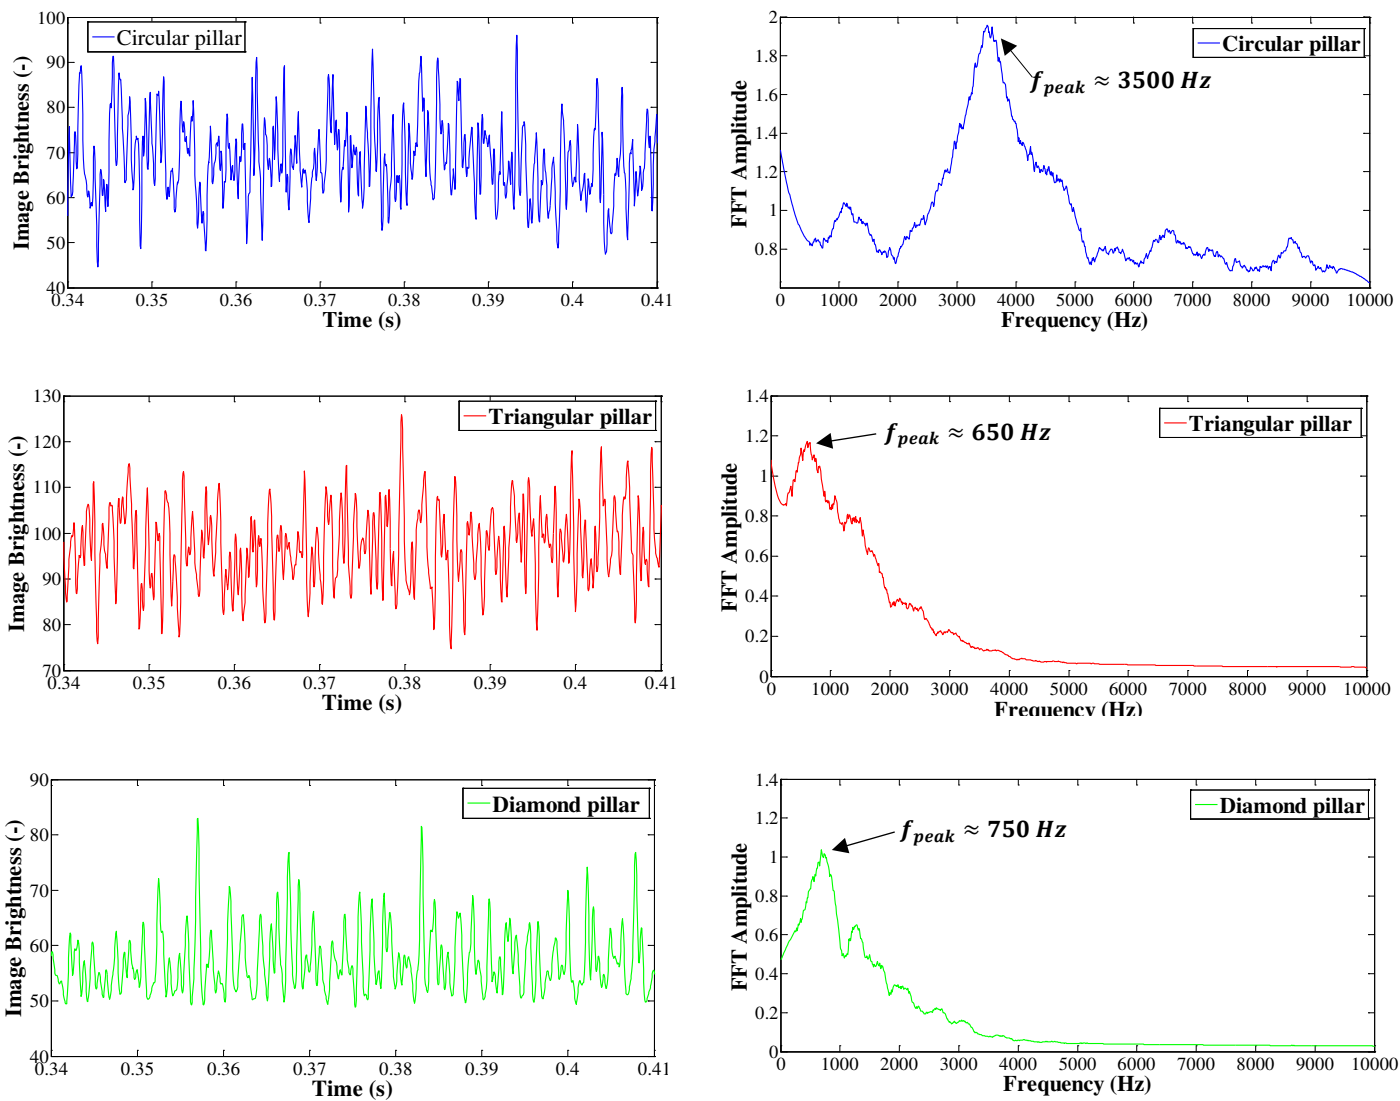 100
90
80
70
60
50
40
Image Brightness (-)
Circular pillar
0.34 0.35 0.36 0.37 0.38 0.39 0.4 0.41
Time (s)
2
1.8
1.6
1.4
1.2
1
0.8
FFT Amplitude
Circular pillar
f_peak ≈ 3500 Hz
0 1000 2000 3000 4000 5000 6000 7000 8000 9000 10000
Frequency (Hz)
130
120
110
100
90
80
70
Image Brightness (-)
Triangular pillar
0.34 0.35 0.36 0.37 0.38 0.39 0.4 0.41
Time (s)
1.4
1.2
1
0.8
0.6
0.4
0.2
0
FFT Amplitude
Triangular pillar
f_peak ≈ 650 Hz
0 1000 2000 3000 4000 5000 6000 7000 8000 9000 10000
Frequency (Hz)
90
80
70
60
50
40
Image Brightness (-)
Diamond pillar
0.34 0.35 0.36 0.37 0.38 0.39 0.4 0.41
Time (s)
1.4
1.2
1
0.8
0.6
0.4
0.2
0
FFT Amplitude
Diamond pillar
f_peak ≈ 750 Hz
0 1000 2000 3000 4000 5000 6000 7000 8000 9000 10000
Frequency (Hz)